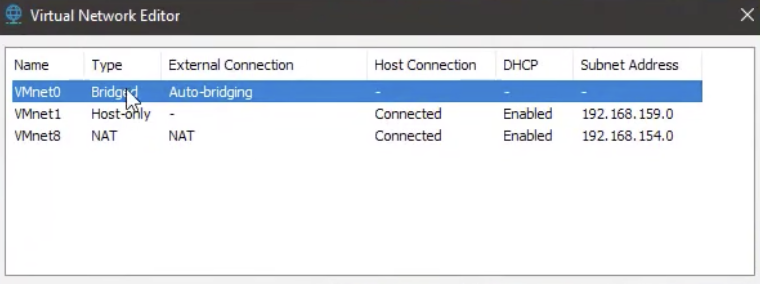 Virtual Network Editor
Name Type External Connection Host Connection DHCP Subnet Address
VMnet0 Bridged Auto-bridging - - -
VMnet1 Host-only - Connected Enabled 192.168.159.0
VMnet8 NAT NAT Connected Enabled 192.168.154.0